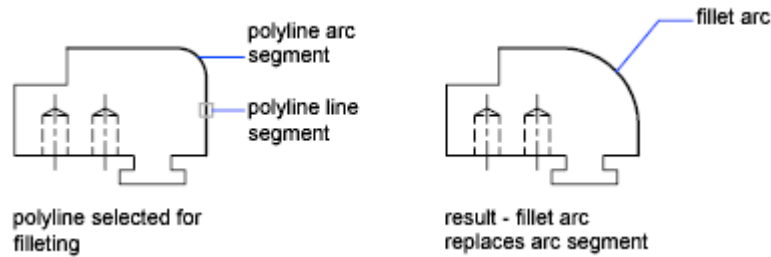 polyline arc
segment
polyline line
segment
polyline selected for
filleting
fillet arc
result - fillet arc
replaces arc segment